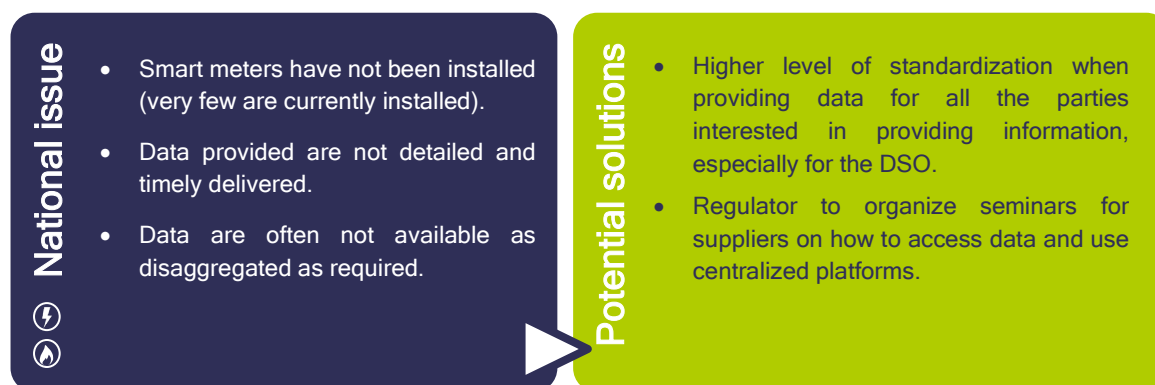 National issue
• Smart meters have not been installed
(very few are currently installed).
• Data provided are not detailed and
timely delivered.
• Data are often not available as
disaggregated as required.
Potential solutions
• Higher level of standardization when
providing data for all the parties
interested in providing information,
especially for the DSO.
• Regulator to organize seminars for
suppliers on how to access data and use
centralized platforms.